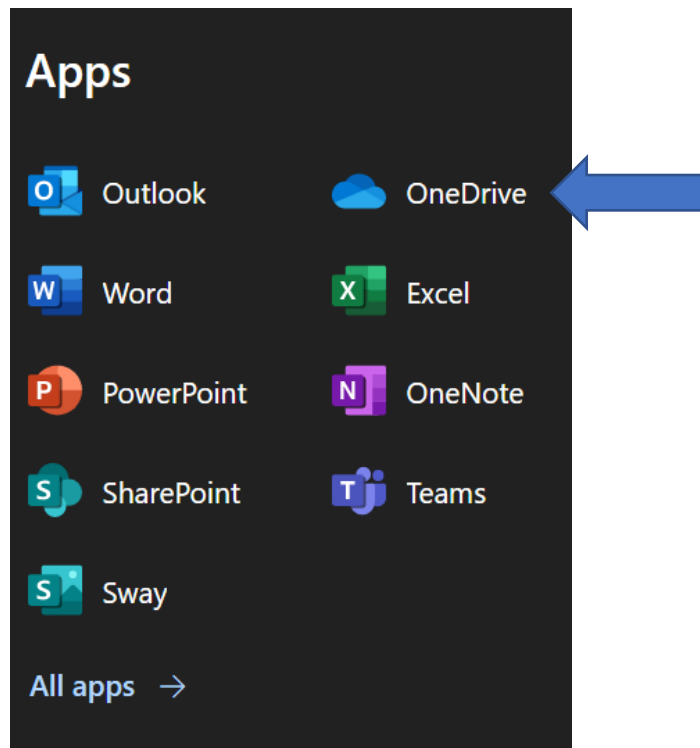 Apps
O Outlook OneDrive
W Word X Excel
P PowerPoint N OneNote
S SharePoint T Teams
S Sway
All apps →